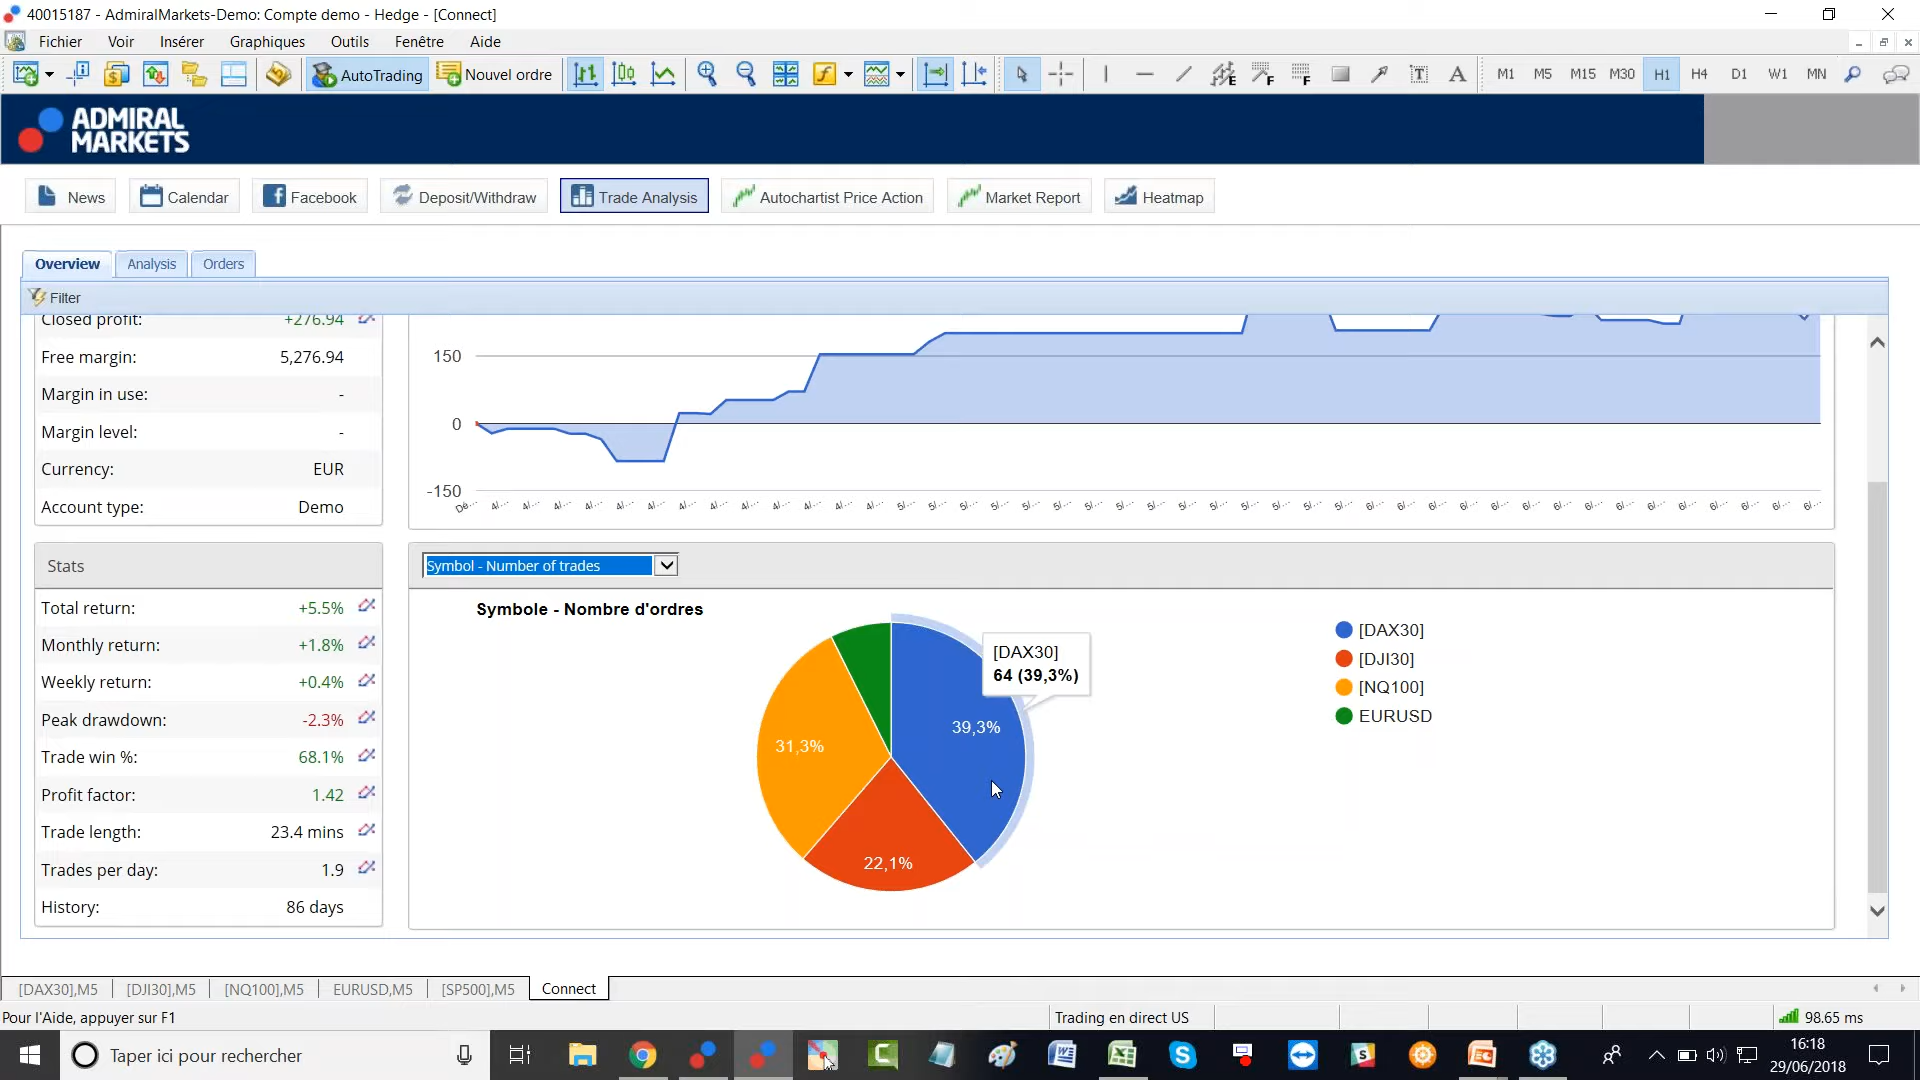 40015187 - AdmiralMarkets-Demo: Compte demo - Hedge - [Connect]
Fichier Voir Insérer Graphiques Outils Fenêtre Aide
AutoTrading Nouvel ordre M1 M5 M15 M30 H1 H4 D1 W1 MN
ADMIRAL
MARKETS
News Calendar Facebook Deposit/Withdraw Trade Analysis Autochartist Price Action Market Report Heatmap
Overview Analysis Orders
Filter
Closed profit: +276.94
Free margin: 5,276.94
Margin in use: -
Margin level: -
Currency: EUR
Account type: Demo
150
0
-150
Stats
Total return: +5.5%
Monthly return: +1.8%
Weekly return: +0.4%
Peak drawdown: -2.3%
Trade win %: 68.1%
Profit factor: 1.42
Trade length: 23.4 mins
Trades per day: 1.9
History: 86 days
Symbol - Number of trades
Symbole - Nombre d'ordres
[DAX30]
64 (39,3%)
39,3%
31,3%
22,1%
[DAX30]
[DJI30]
[NQ100]
EURUSD
[DAX30],M5 [DJI30],M5 [NQ100],M5 EURUSD,M5 [SP500],M5 Connect
Pour l'Aide, appuyer sur F1
Trading en direct US
98.65 ms
Taper ici pour rechercher
16:18
29/06/2018